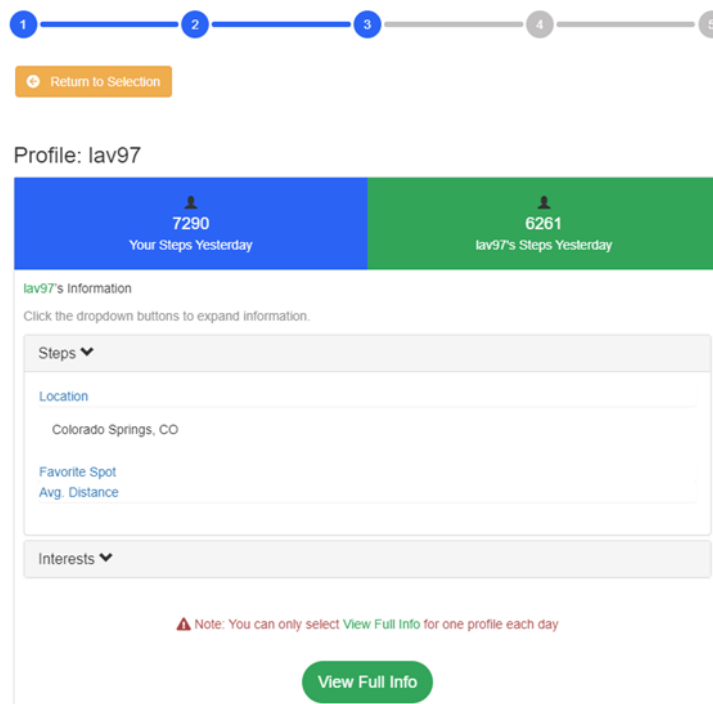 1 2 3 4 5
Return to Selection
Profile: lav97
7290
Your Steps Yesterday
6261
lav97's Steps Yesterday
lav97's Information
Click the dropdown buttons to expand information.
Steps
Location
Colorado Springs, CO
Favorite Spot
Avg. Distance
Interests
Note: You can only select View Full Info for one profile each day
View Full Info